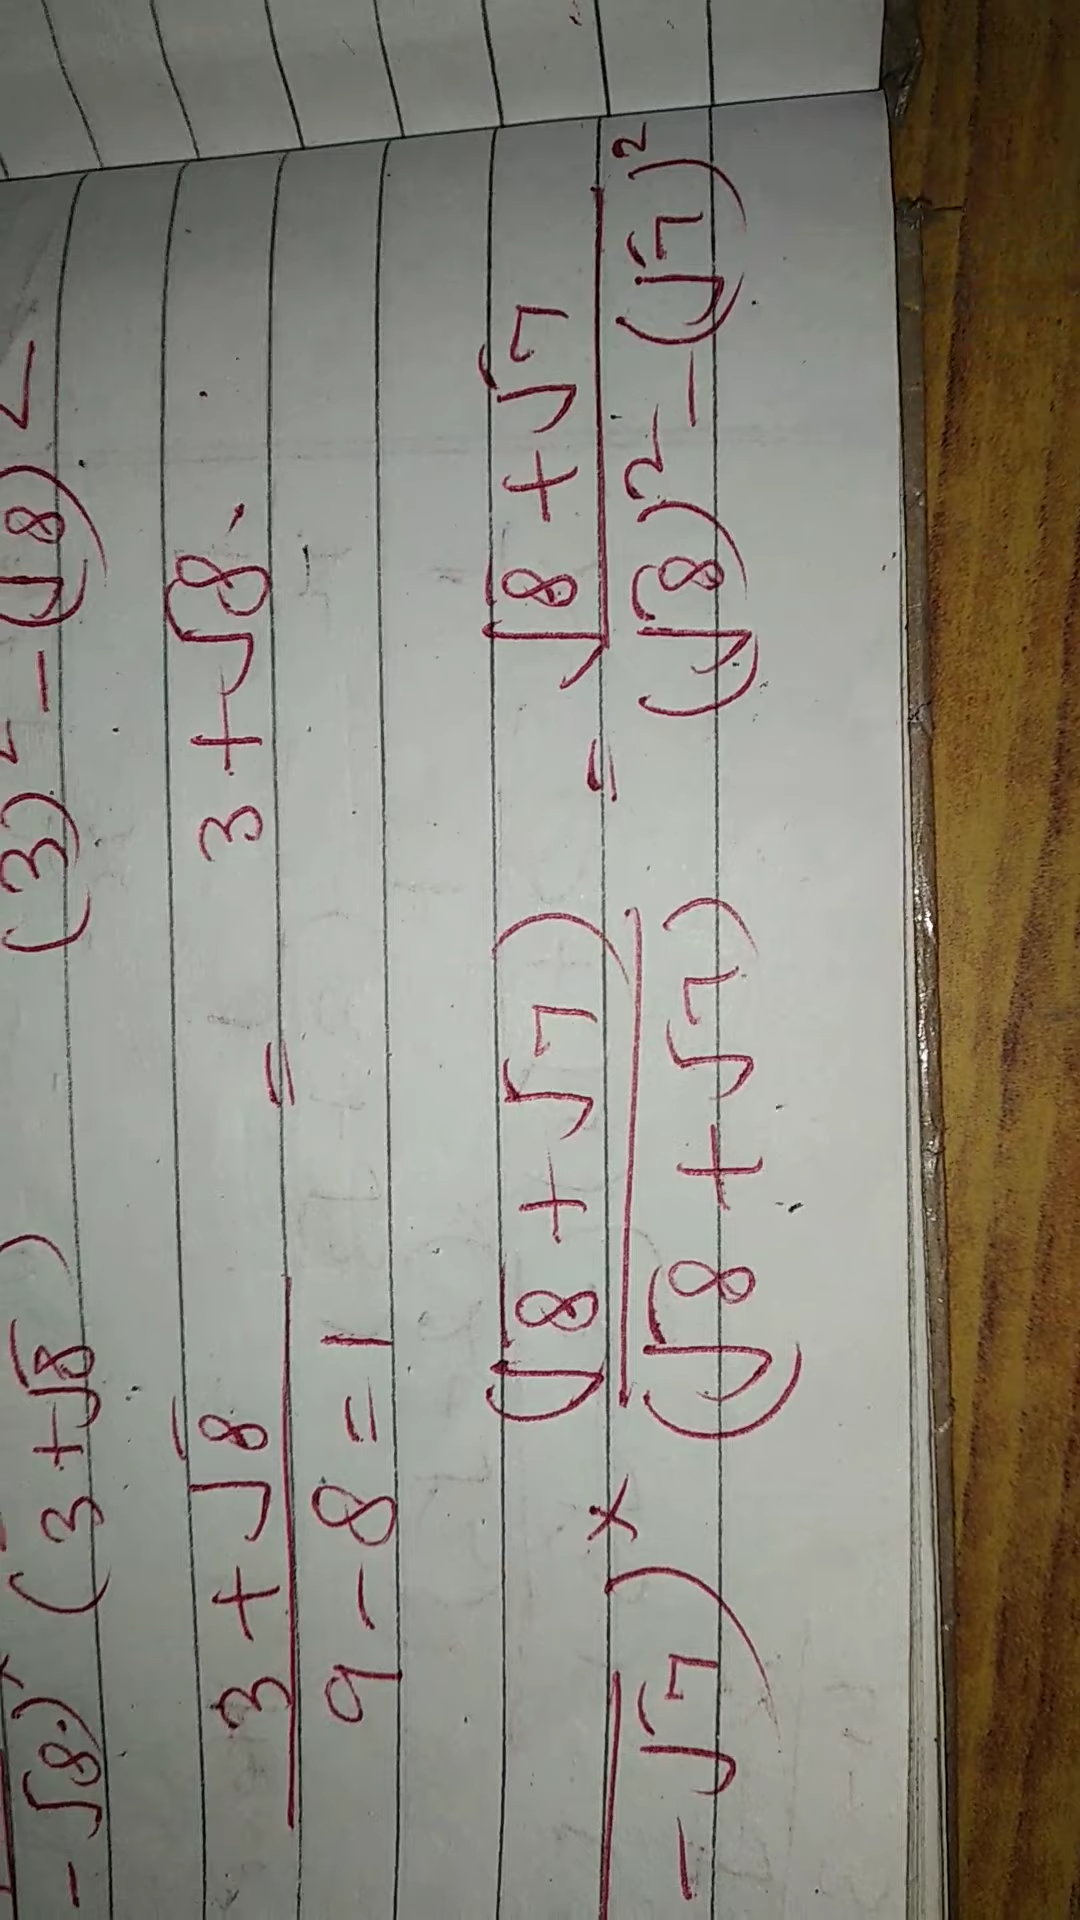 - √8) × (3 + √8) (3)² - (√8)²
3 + √8 = 3 + √8.
9 - 8 = 1
(√8 + √7) √8 + √7
- √7) × (√8 + √7) = (√8)² - (√7)²